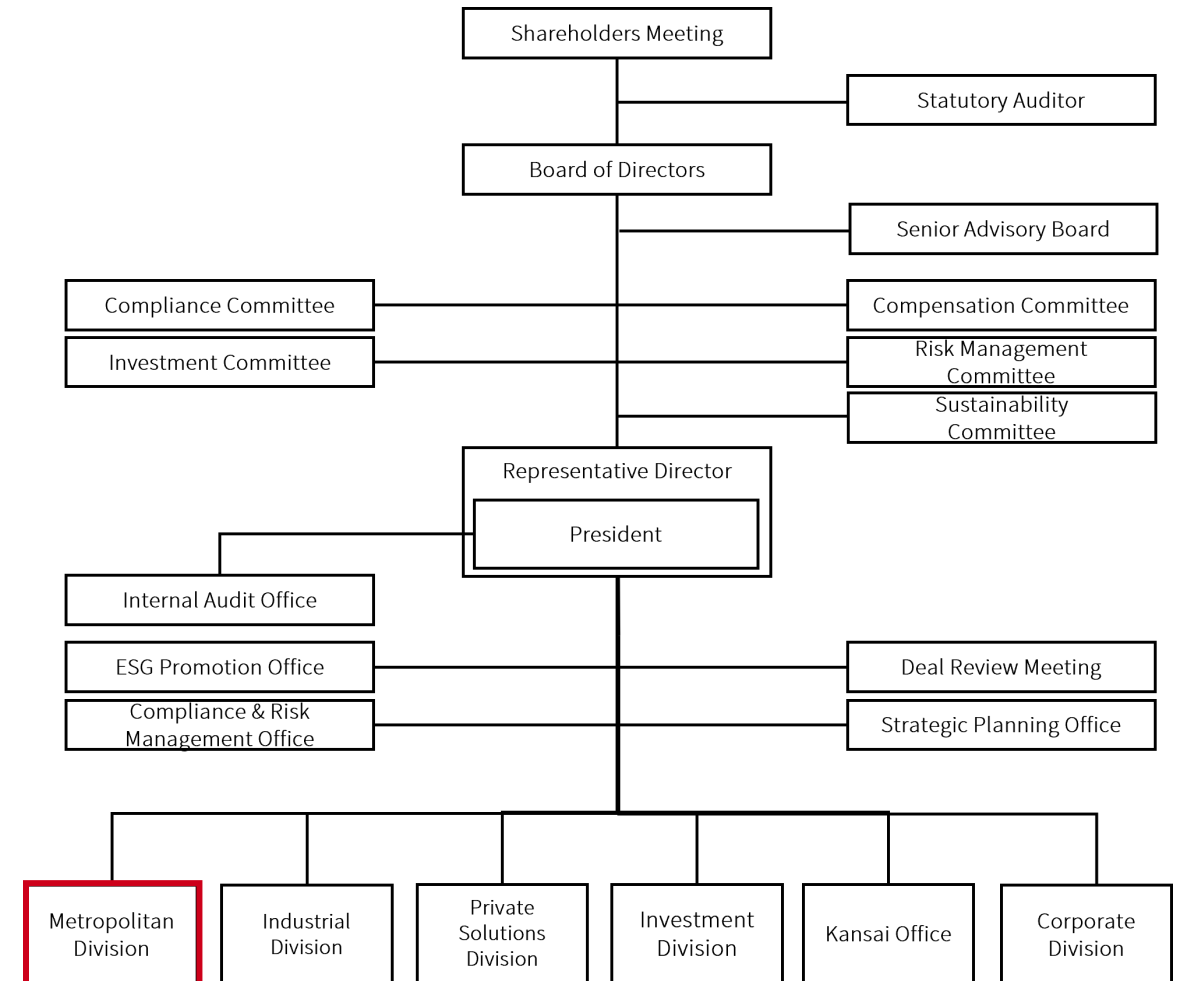 Shareholders Meeting
Statutory Auditor
Board of Directors
Senior Advisory Board
Compliance Committee
Compensation Committee
Investment Committee
Risk Management
Committee
Sustainability
Committee
Representative Director
President
Internal Audit Office
ESG Promotion Office
Deal Review Meeting
Compliance & Risk
Management Office
Strategic Planning Office
Metropolitan
Division
Industrial
Division
Private
Solutions
Division
Investment
Division
Kansai Office
Corporate
Division